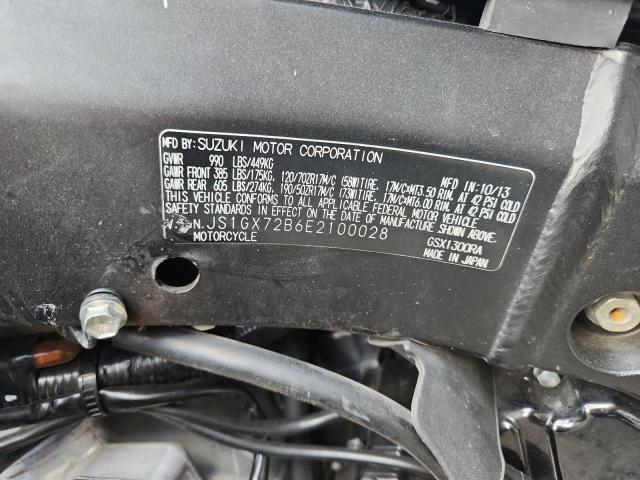 MFD BY: SUZUKI MOTOR CORPORATION MFD IN: 10/13
GVWR 990 LBS/449KG
GAWR FRONT 385 LBS/175KG, 120/70ZR17M/C (58W)TIRE, 17M/C×MT3.50 RIM, AT 42 PSI COLD
GAWR REAR 605 LBS/274KG, 190/50ZR17M/C (73W)TIRE, 17M/C×MT6.00 RIM, AT 42 PSI COLD
THIS VEHICLE CONFORMS TO ALL APPLICABLE FEDERAL MOTOR VEHICLE
SAFETY STANDARDS IN EFFECT ON THE DATE OF MANUFACTURE SHOWN ABOVE.
JS1GX72B6E2100028 GSX1300RA
MOTORCYCLE MADE IN JAPAN